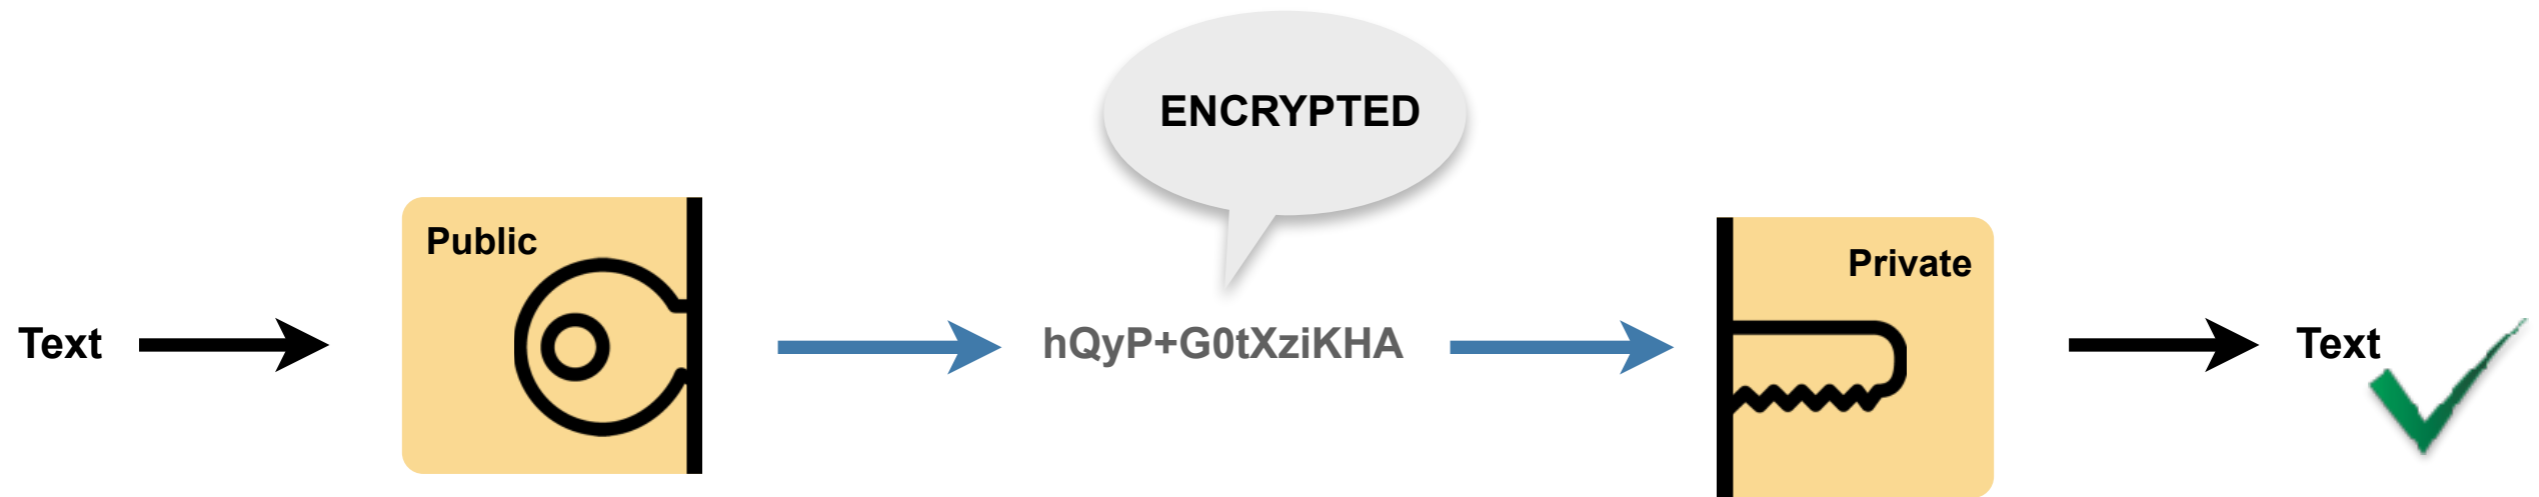 ENCRYPTED
Public
Private
Text
hQyP+G0tXziKHA
Text